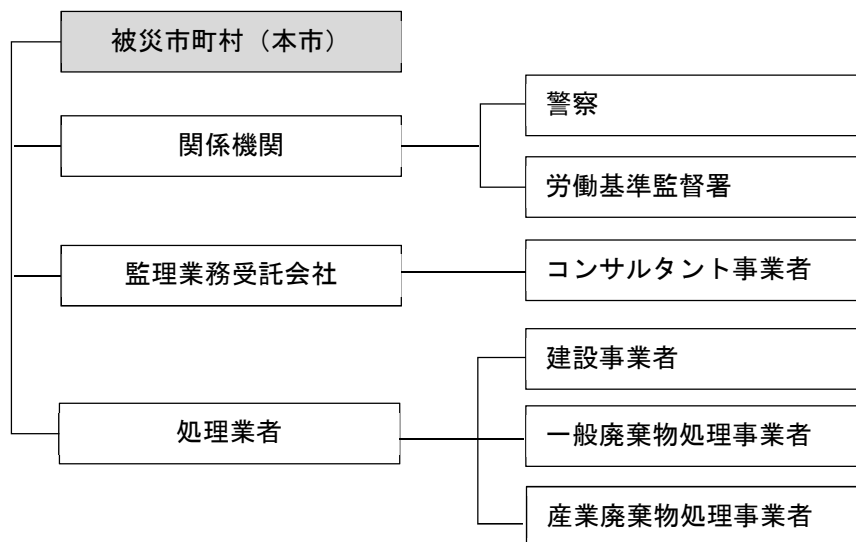 被災市町村（本市）
関係機関
警察
労働基準監督署
監理業務受託会社
コンサルタント事業者
処理業者
建設事業者
一般廃棄物処理事業者
産業廃棄物処理事業者